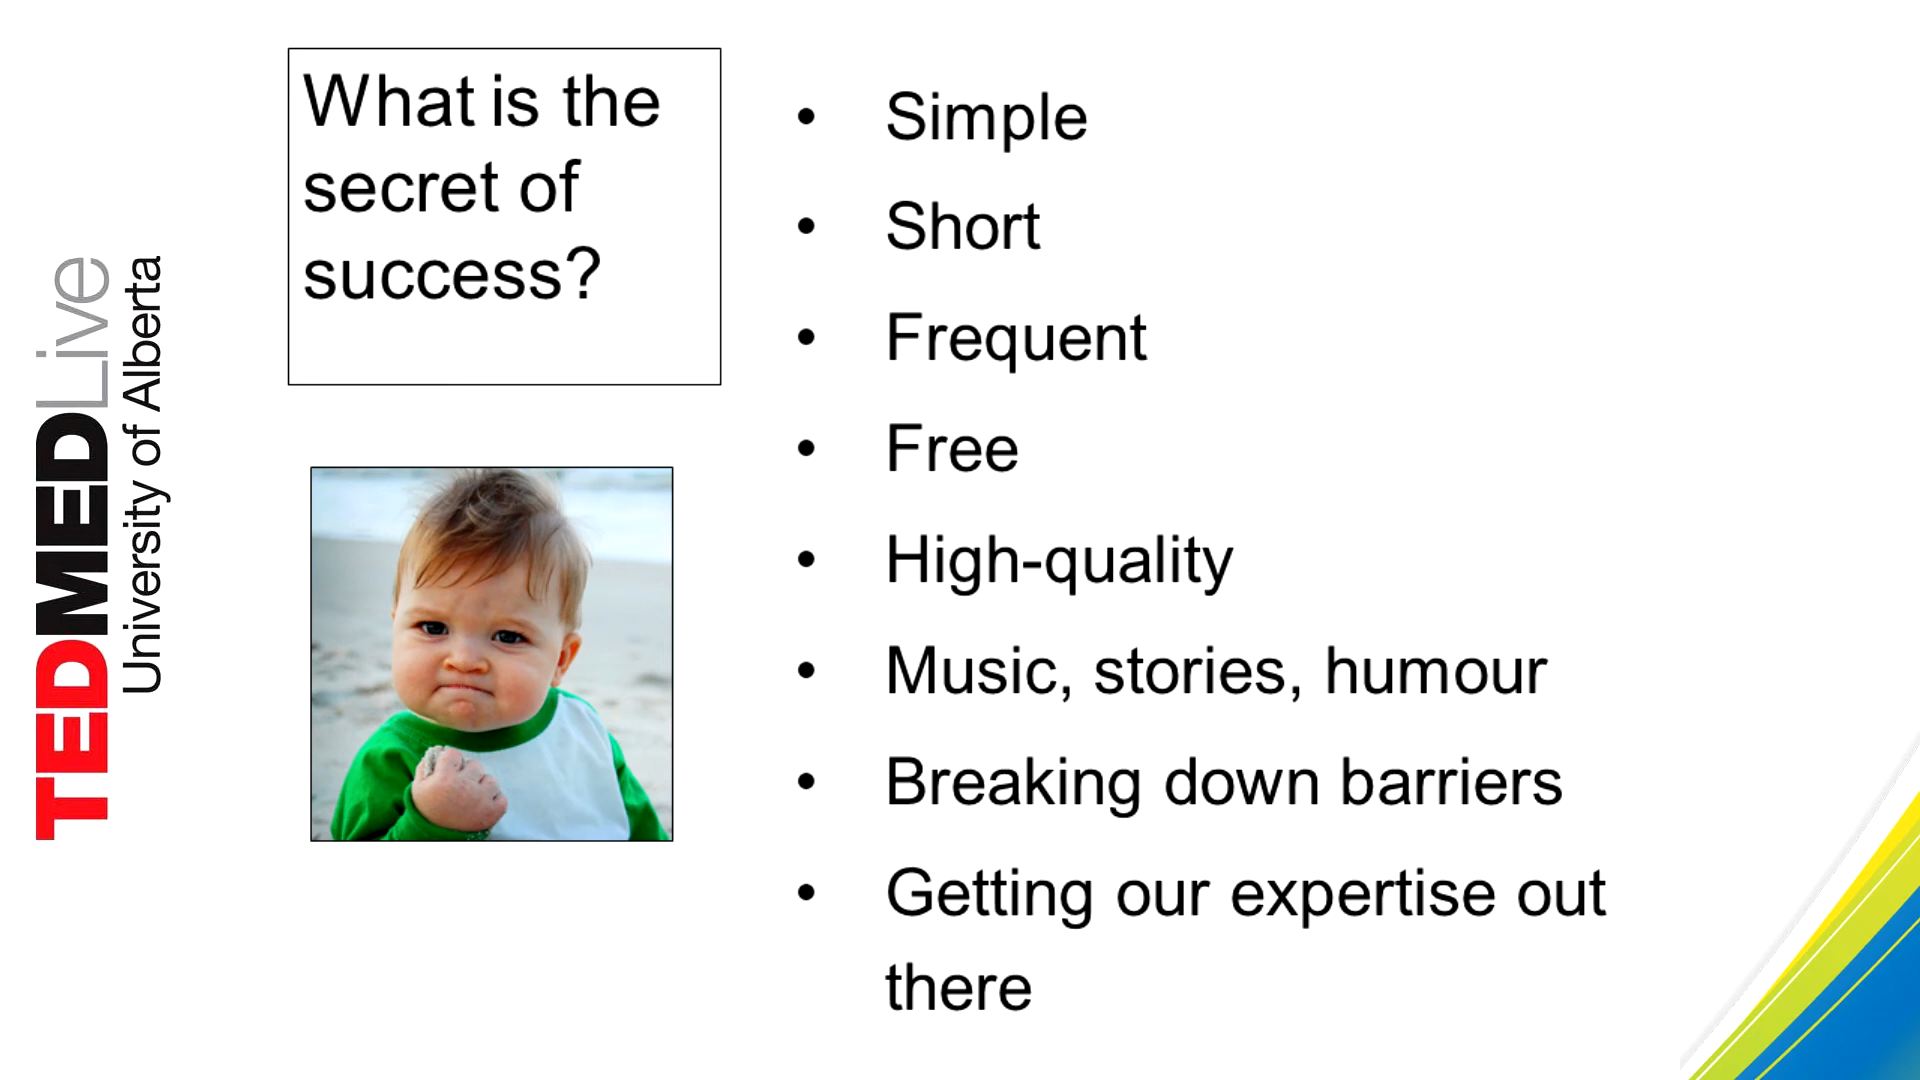 TEDMEDLive
University of Alberta
What is the
secret of
success?
• Simple
• Short
• Frequent
• Free
• High-quality
• Music, stories, humour
• Breaking down barriers
• Getting our expertise out
there